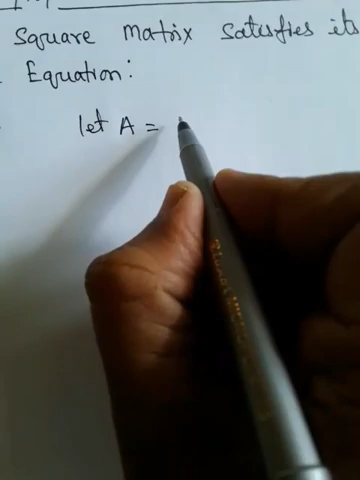 Square Matrix satisfies its
Equation:
let A =